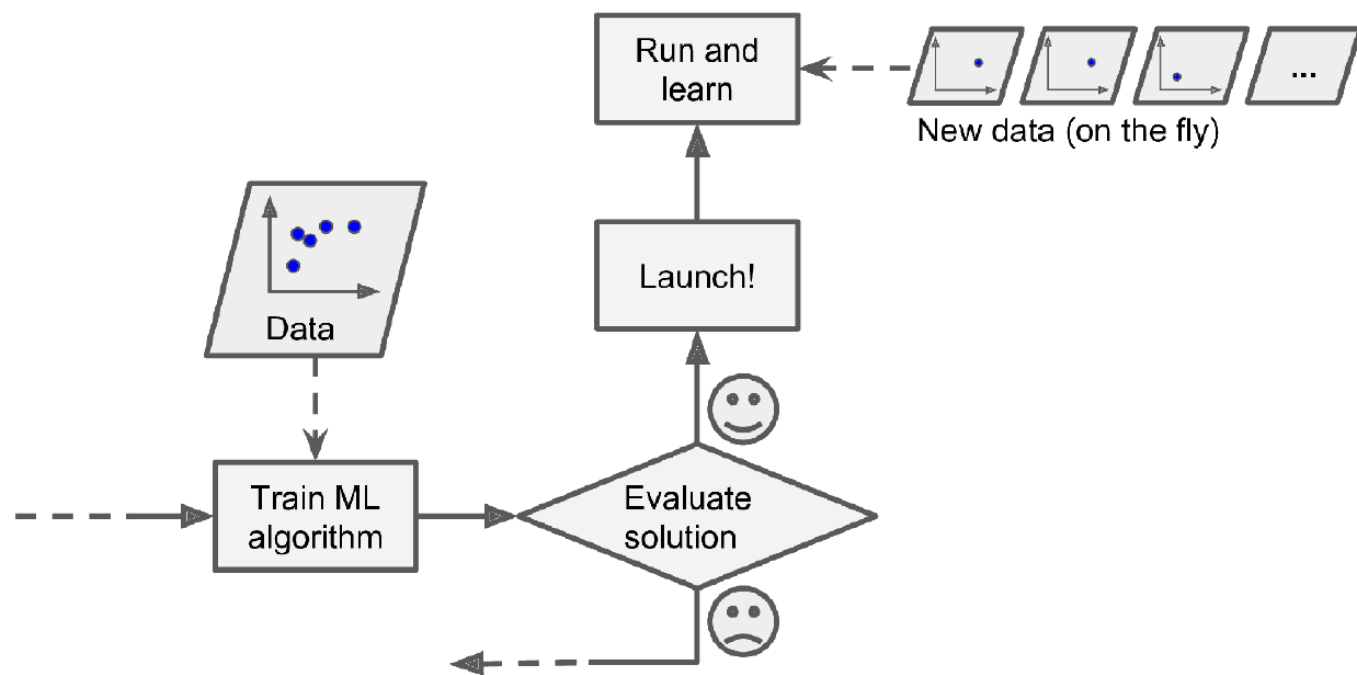 Run and
learn
...
New data (on the fly)
Launch!
Data
Train ML
algorithm
Evaluate
solution